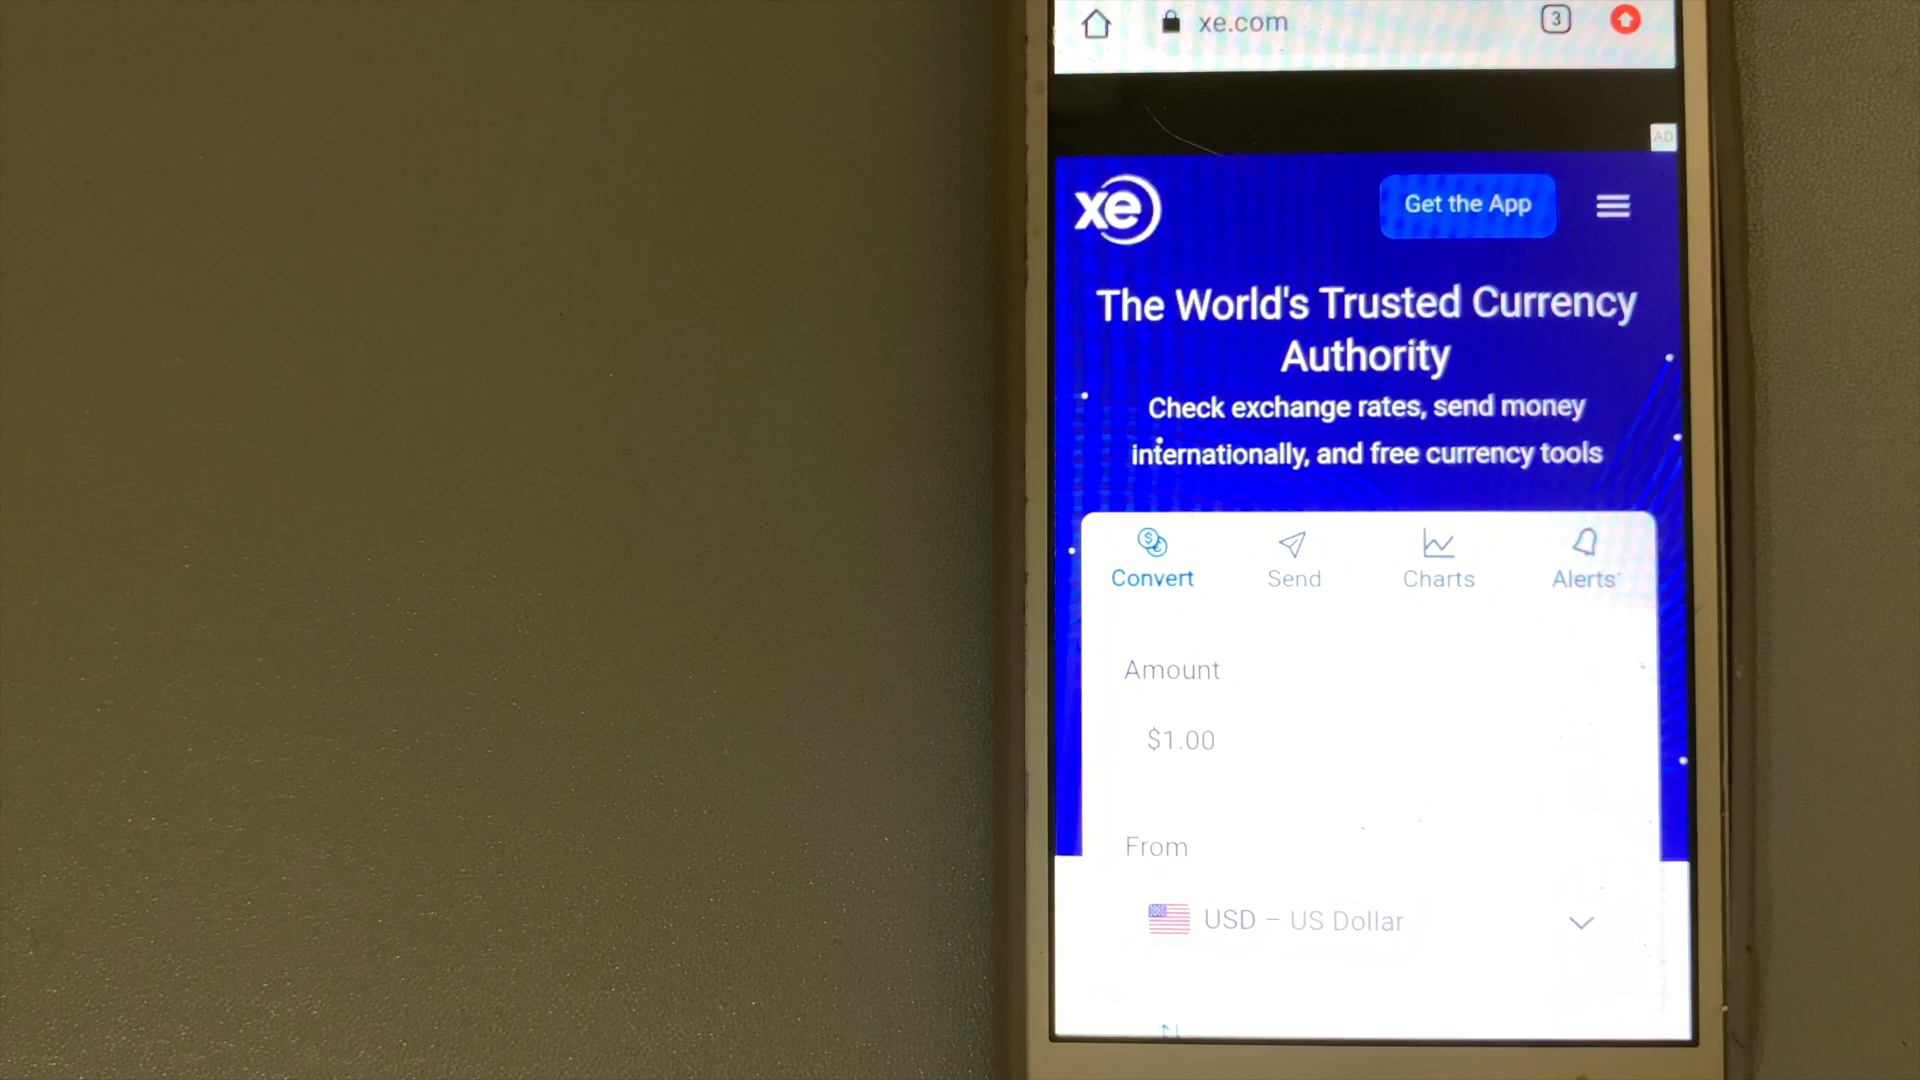 xe.com
3
AD
xe
Get the App
The World's Trusted Currency
Authority
Check exchange rates, send money
internationally, and free currency tools
Convert
Send
Charts
Alerts
Amount
$1.00
From
USD – US Dollar